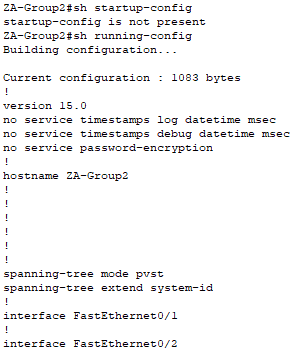 ZA-Group2#sh startup-config
startup-config is not present
ZA-Group2#sh running-config
Building configuration...
Current configuration : 1083 bytes
!
version 15.0
no service timestamps log datetime msec
no service timestamps debug datetime msec
no service password-encryption
!
hostname ZA-Group2
!
!
!
!
!
!
spanning-tree mode pvst
spanning-tree extend system-id
!
interface FastEthernet0/1
!
interface FastEthernet0/2